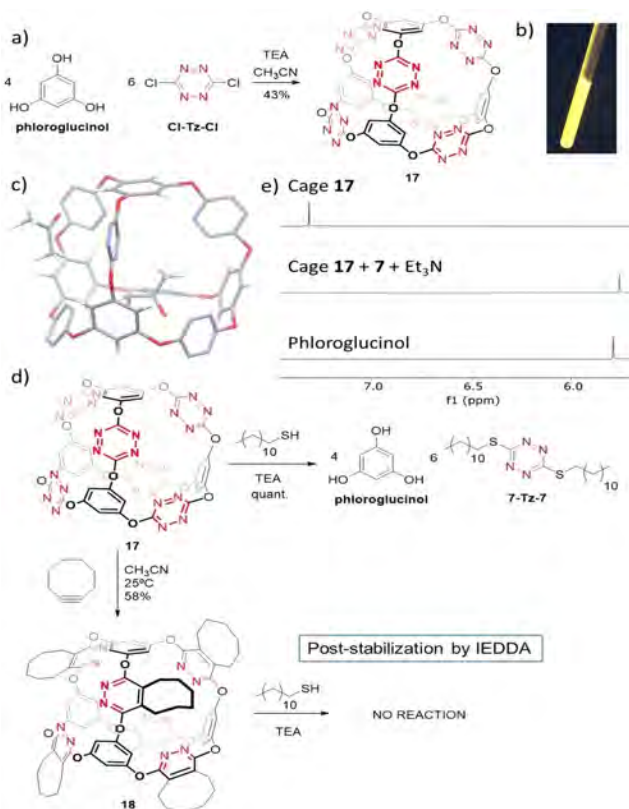 a)
4
OH
HO
OH
phloroglucinol
6
Cl
N N
N N
Cl
Cl-Tz-Cl
TEA
CH₃CN
43%
17
b)
c)
e)
Cage 17
Cage 17 + 7 + Et₃N
Phloroglucinol
7.0 6.5 6.0
f1 (ppm)
d)
17
SH
10
TEA
quant.
4
OH
HO
OH
phloroglucinol
6
10
S
N N
N N
S
10
7-Tz-7
CH₃CN
25ºC
58%
Post-stabilization by IEDDA
18
SH
10
TEA
NO REACTION